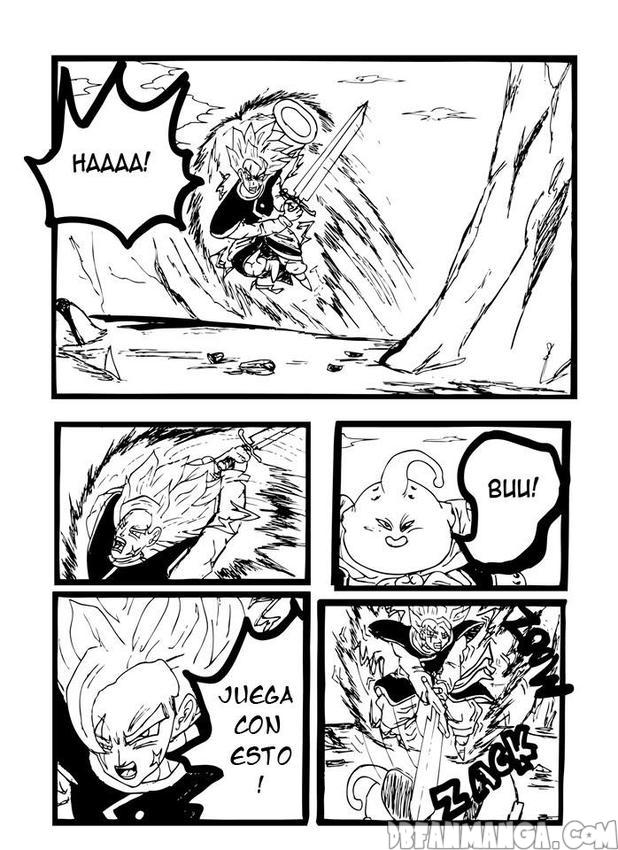 HAAAA!
BUU!
JUEGA
CON
ESTO
!
ZOOM
ZACK
DBFANMANGA.COM